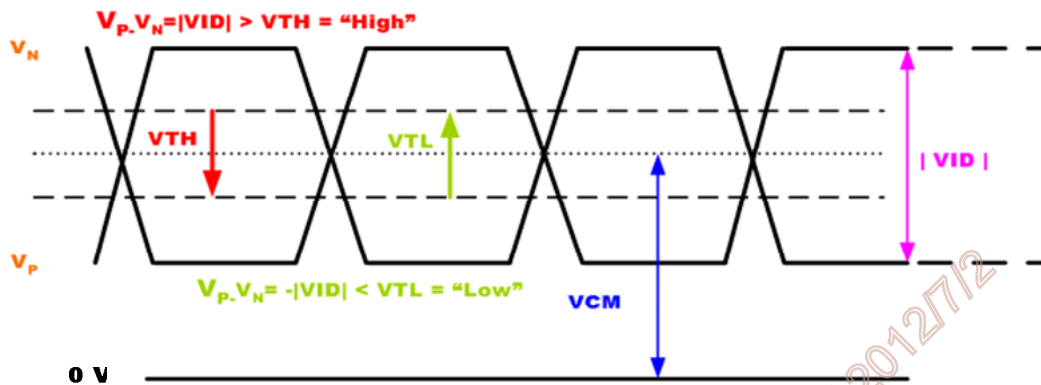 VP-VN=|VID| > VTH = “High”
VN
VTH
VTL
| VID |
VP
VP-VN= -|VID| < VTL = “Low”
VCM
0 V
2012/7/2